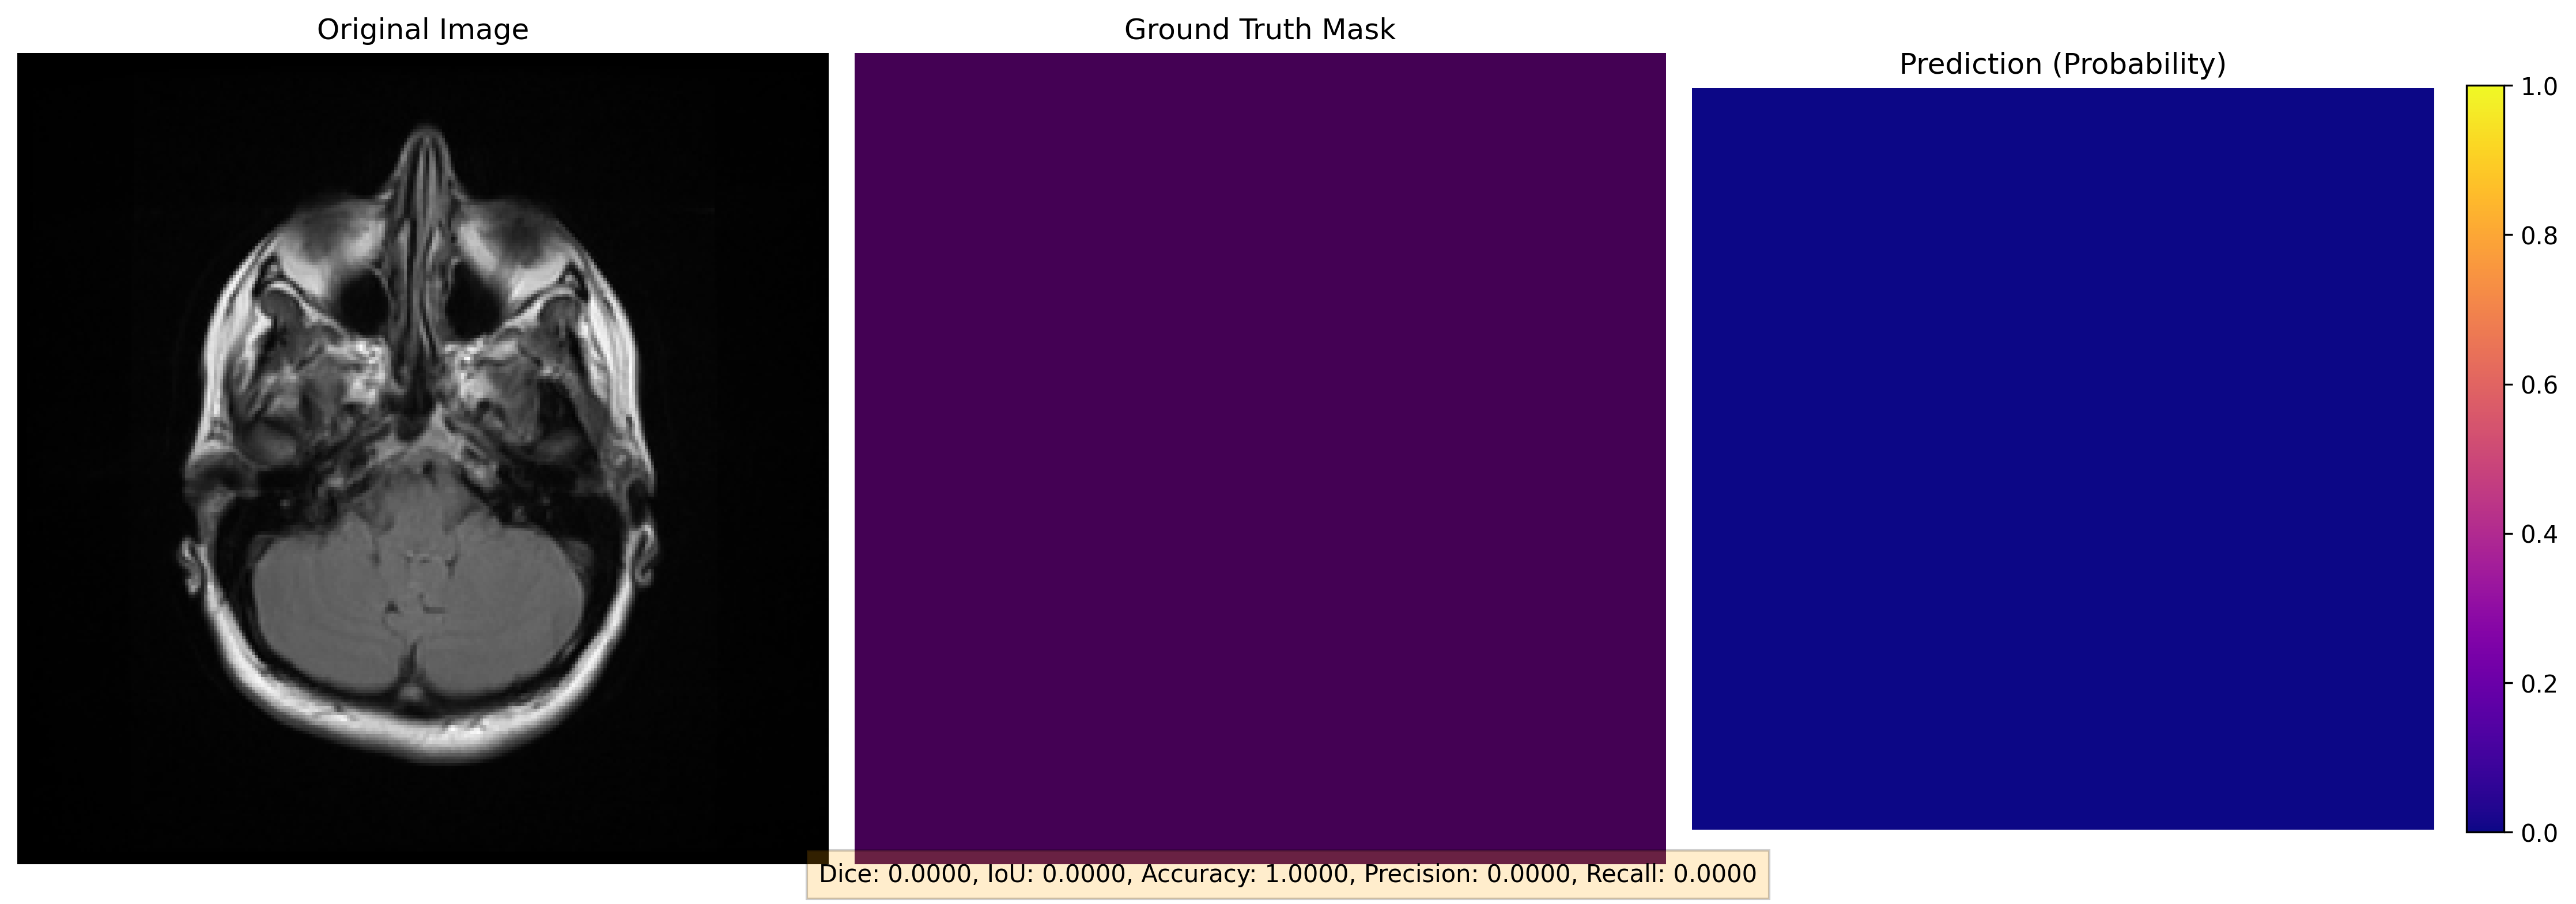 Original Image
Ground Truth Mask
Prediction (Probability)
1.0
0.8
0.6
0.4
0.2
0.0
Dice: 0.0000, IoU: 0.0000, Accuracy: 1.0000, Precision: 0.0000, Recall: 0.0000